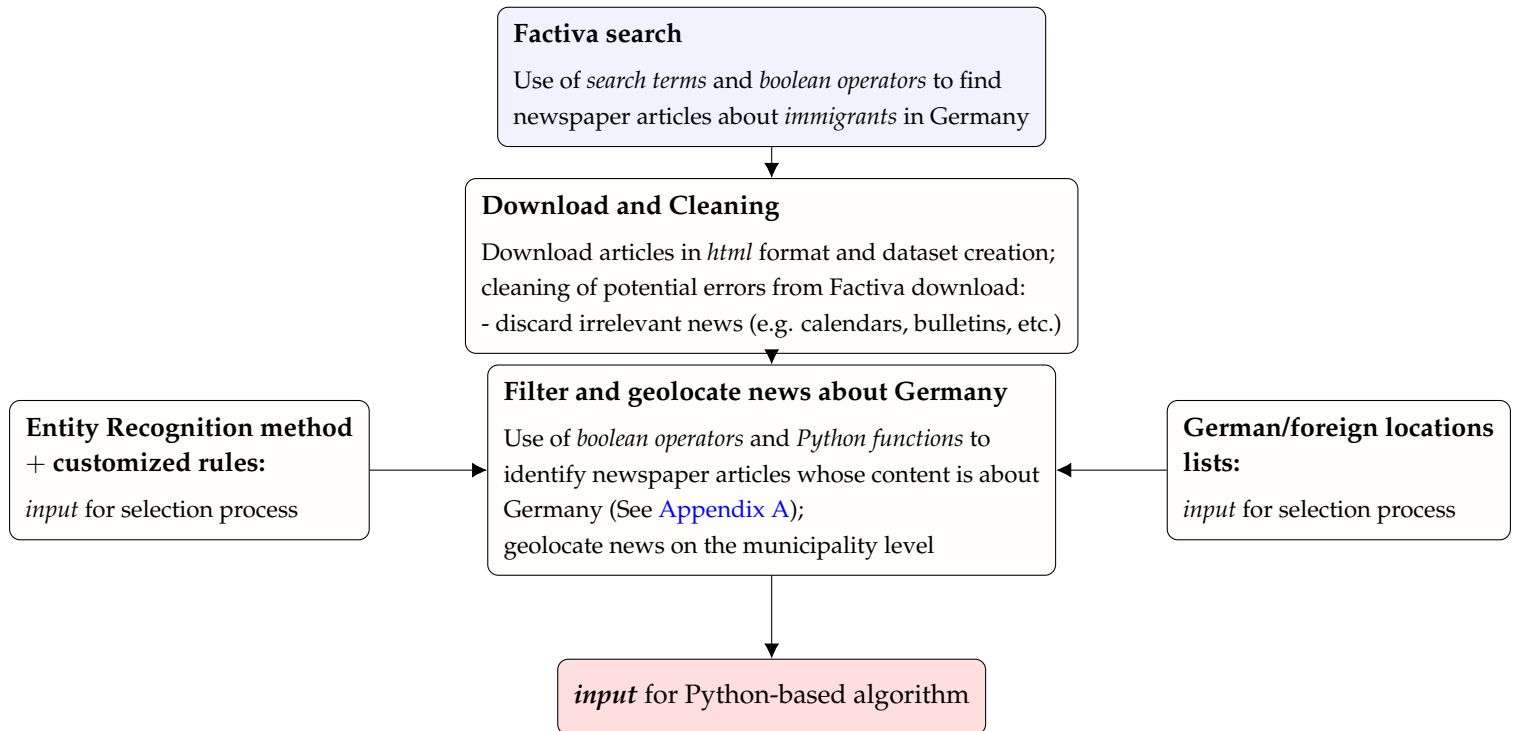 Factiva search
Use of search terms and boolean operators to find
newspaper articles about immigrants in Germany
Download and Cleaning
Download articles in html format and dataset creation;
cleaning of potential errors from Factiva download:
- discard irrelevant news (e.g. calendars, bulletins, etc.)
Entity Recognition method
+ customized rules:
input for selection process
Filter and geolocate news about Germany
Use of boolean operators and Python functions to
identify newspaper articles whose content is about
Germany (See Appendix A);
geolocate news on the municipality level
German/foreign locations
lists:
input for selection process
input for Python-based algorithm